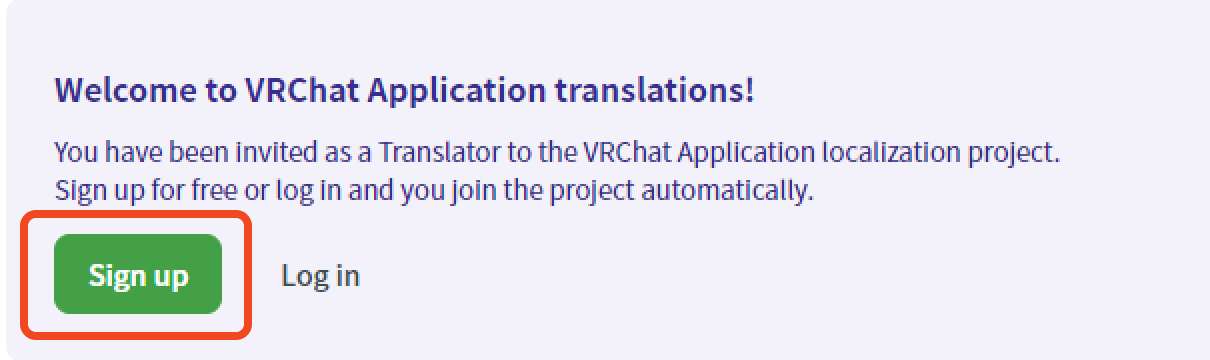 Welcome to VRChat Application translations!
You have been invited as a Translator to the VRChat Application localization project.
Sign up for free or log in and you join the project automatically.
Sign up
Log in